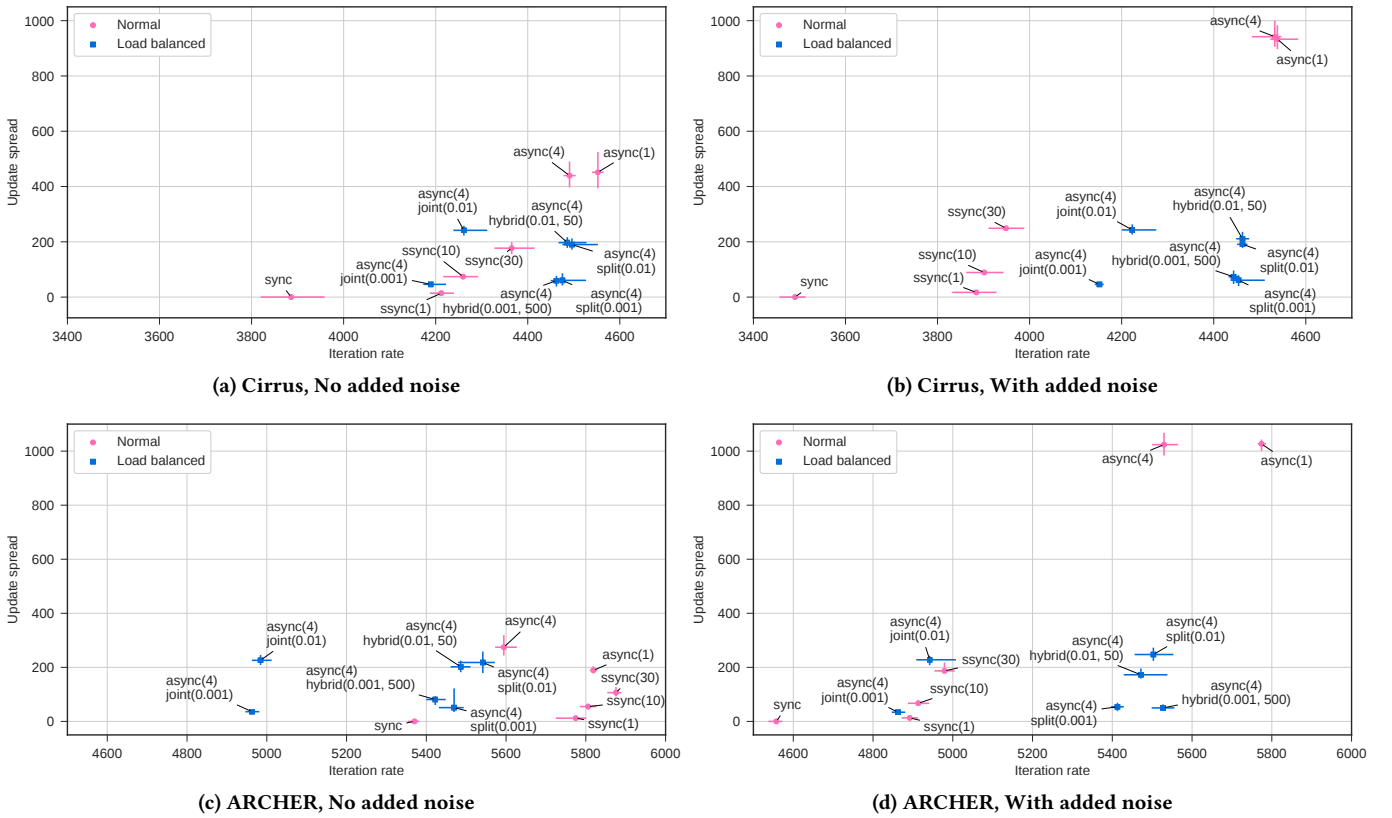 Normal
Load balanced
1000
800
600
400
200
0
Update spread
async(4)
async(1)
async(4)
joint(0.01)
async(4)
hybrid(0.01, 50)
ssync(10)
ssync(30)
async(4)
split(0.01)
async(4)
joint(0.001)
sync
ssync(1)
async(4)
hybrid(0.001, 500)
async(4)
split(0.001)
3400
3600
3800
4000
4200
4400
4600
Iteration rate
(a) Cirrus, No added noise
Normal
Load balanced
1000
800
600
400
200
0
Update spread
async(4)
async(1)
ssync(30)
async(4)
joint(0.01)
async(4)
hybrid(0.01, 50)
ssync(10)
async(4)
joint(0.001)
async(4)
hybrid(0.001, 500)
async(4)
split(0.01)
sync
ssync(1)
async(4)
split(0.001)
3400
3600
3800
4000
4200
4400
4600
Iteration rate
(b) Cirrus, With added noise
Normal
Load balanced
1000
800
600
400
200
0
Update spread
async(4)
joint(0.01)
async(4)
hybrid(0.01, 50)
async(4)
async(1)
async(4)
joint(0.001)
async(4)
hybrid(0.001, 500)
async(4)
split(0.01)
ssync(30)
ssync(10)
sync
async(4)
split(0.001)
ssync(1)
4600
4800
5000
5200
5400
5600
5800
6000
Iteration rate
(c) ARCHER, No added noise
Normal
Load balanced
1000
800
600
400
200
0
Update spread
async(4)
async(1)
async(4)
joint(0.01)
ssync(30)
async(4)
hybrid(0.01, 50)
async(4)
split(0.01)
async(4)
joint(0.001)
ssync(10)
async(4)
hybrid(0.001, 500)
sync
ssync(1)
async(4)
split(0.001)
4600
4800
5000
5200
5400
5600
5800
6000
Iteration rate
(d) ARCHER, With added noise